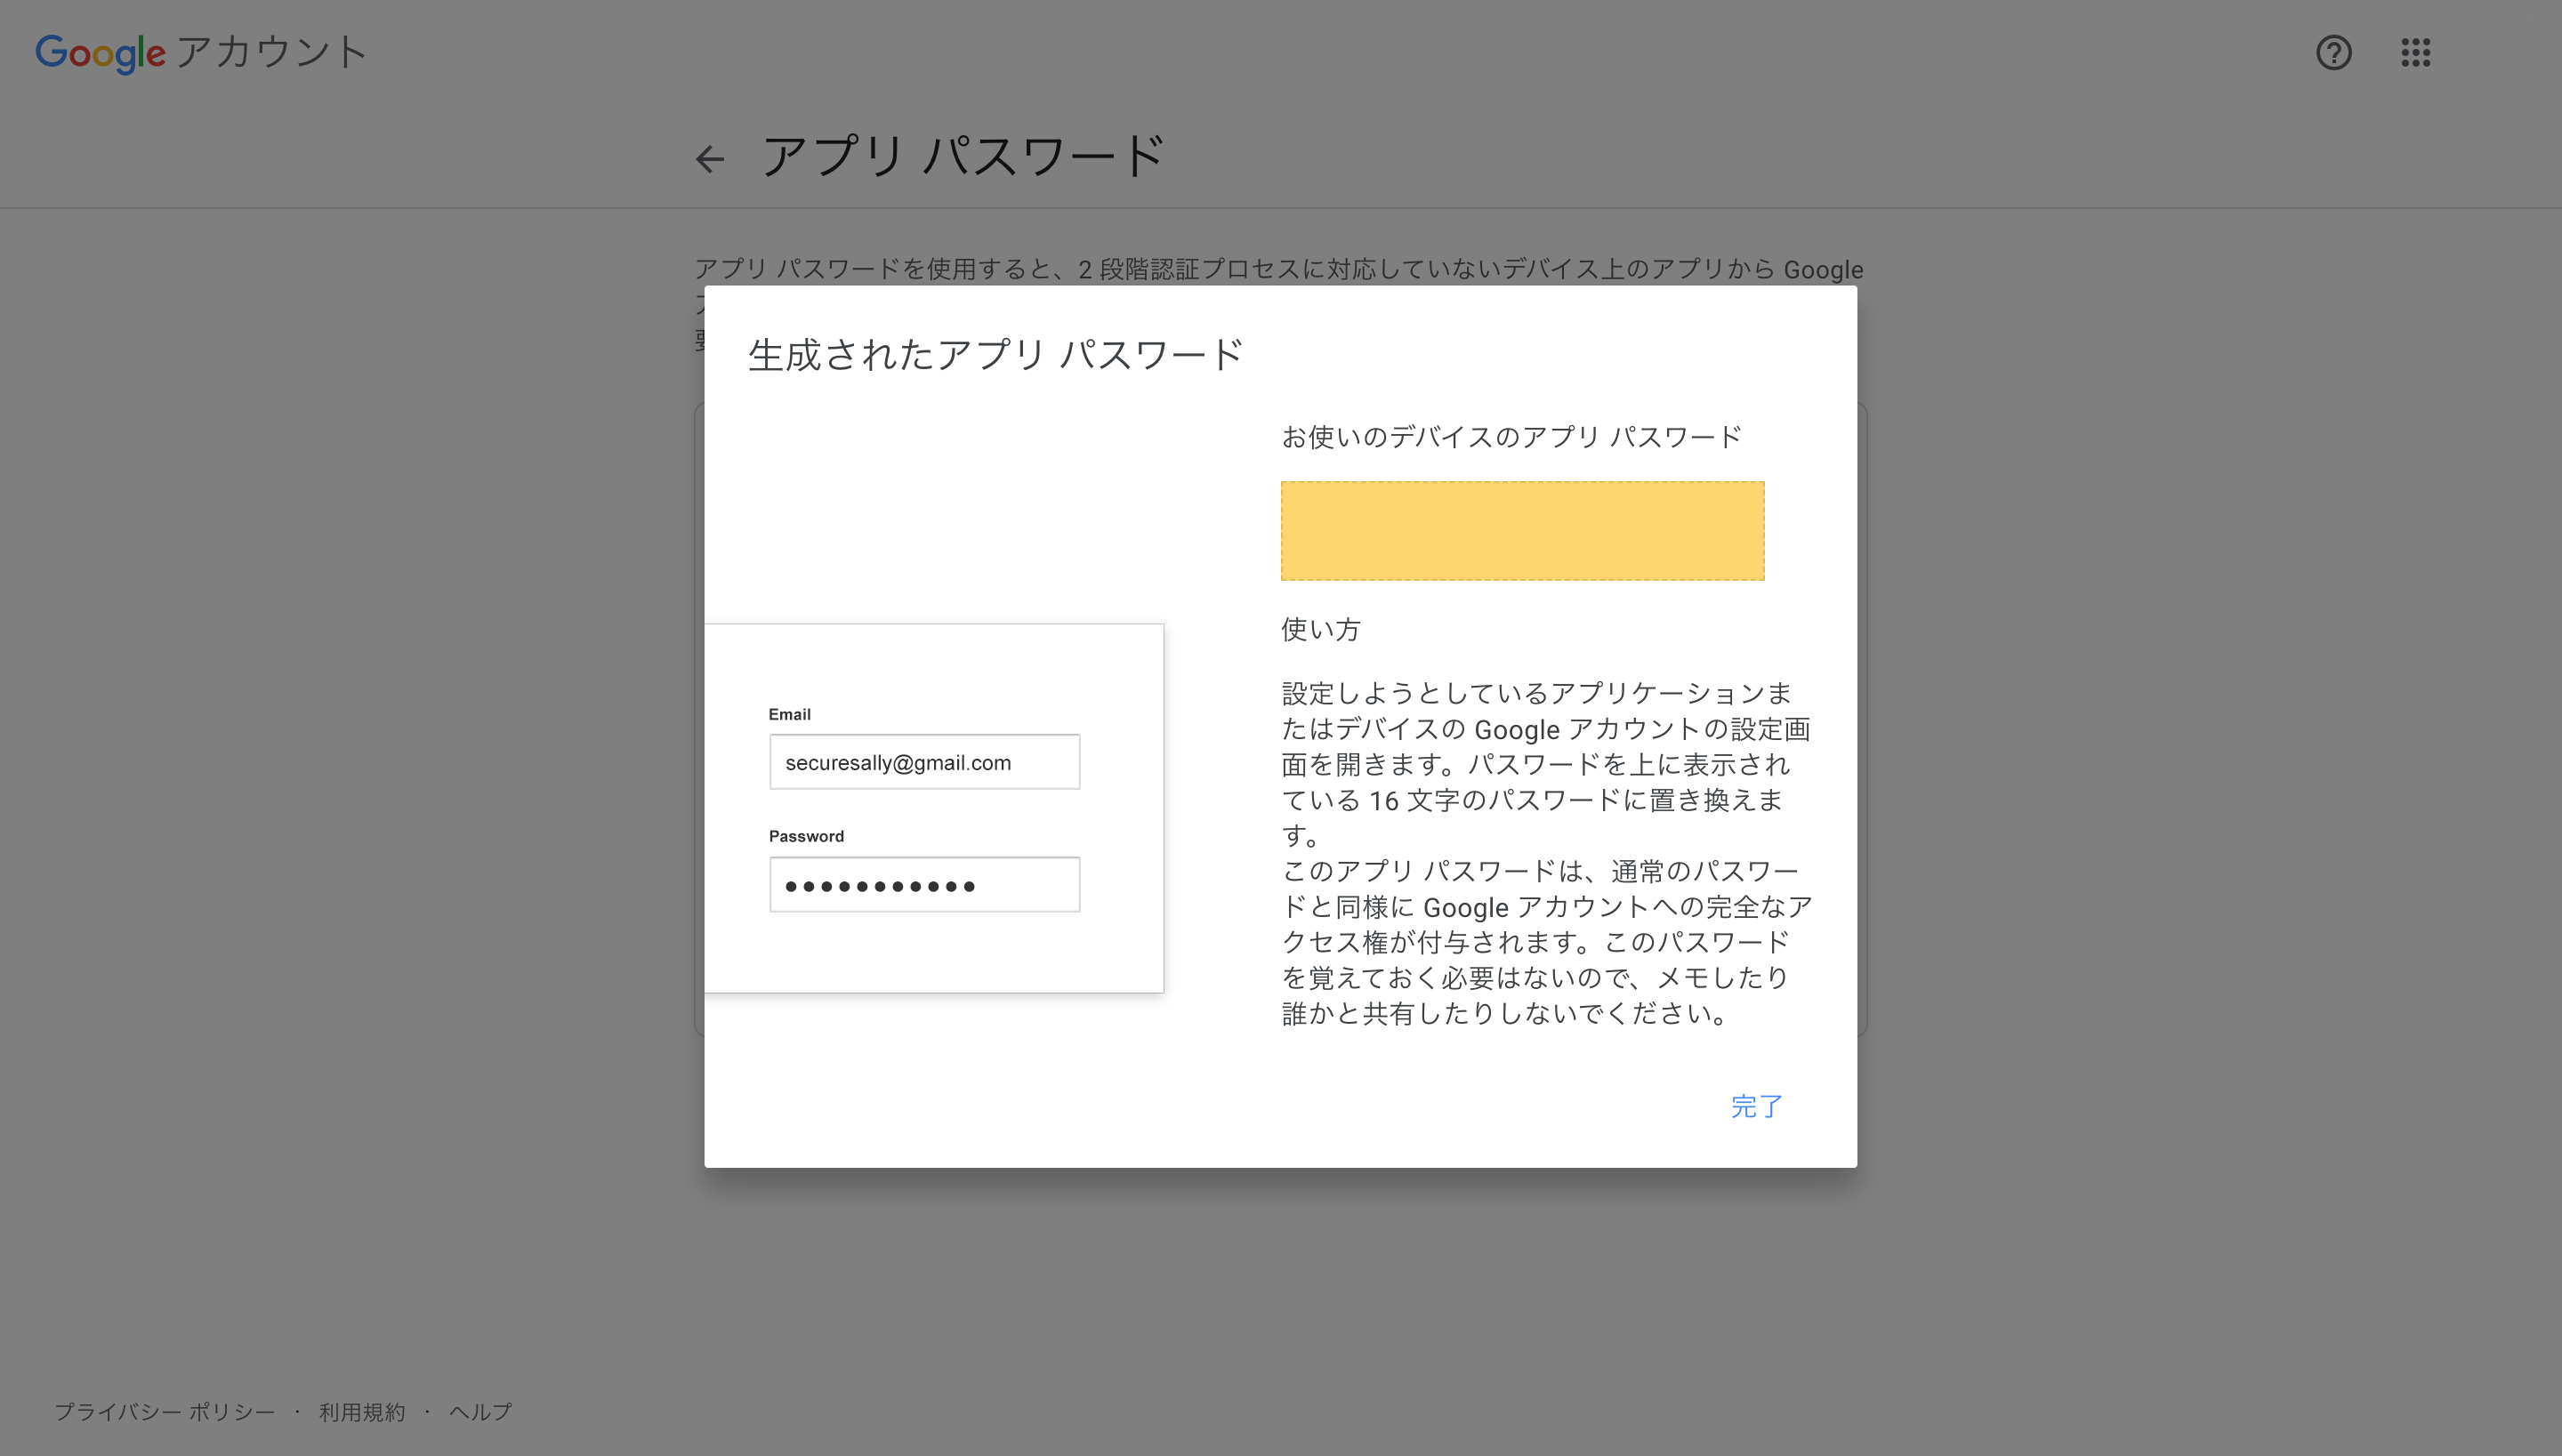 Google アカウント
アプリ パスワード
アプリ パスワードを使用すると、2 段階認証プロセスに対応していないデバイス上のアプリから Google
生成されたアプリ パスワード
お使いのデバイスのアプリ パスワード
使い方
設定しようとしているアプリケーションま
たはデバイスの Google アカウントの設定画
面を開きます。パスワードを上に表示され
ている 16 文字のパスワードに置き換えま
す。
このアプリ パスワードは、通常のパスワー
ドと同様に Google アカウントへの完全なア
クセス権が付与されます。このパスワード
を覚えておく必要はないので、メモしたり
誰かと共有したりしないでください。
Email
securesally@gmail.com
Password
完了
プライバシー ポリシー · 利用規約 · ヘルプ